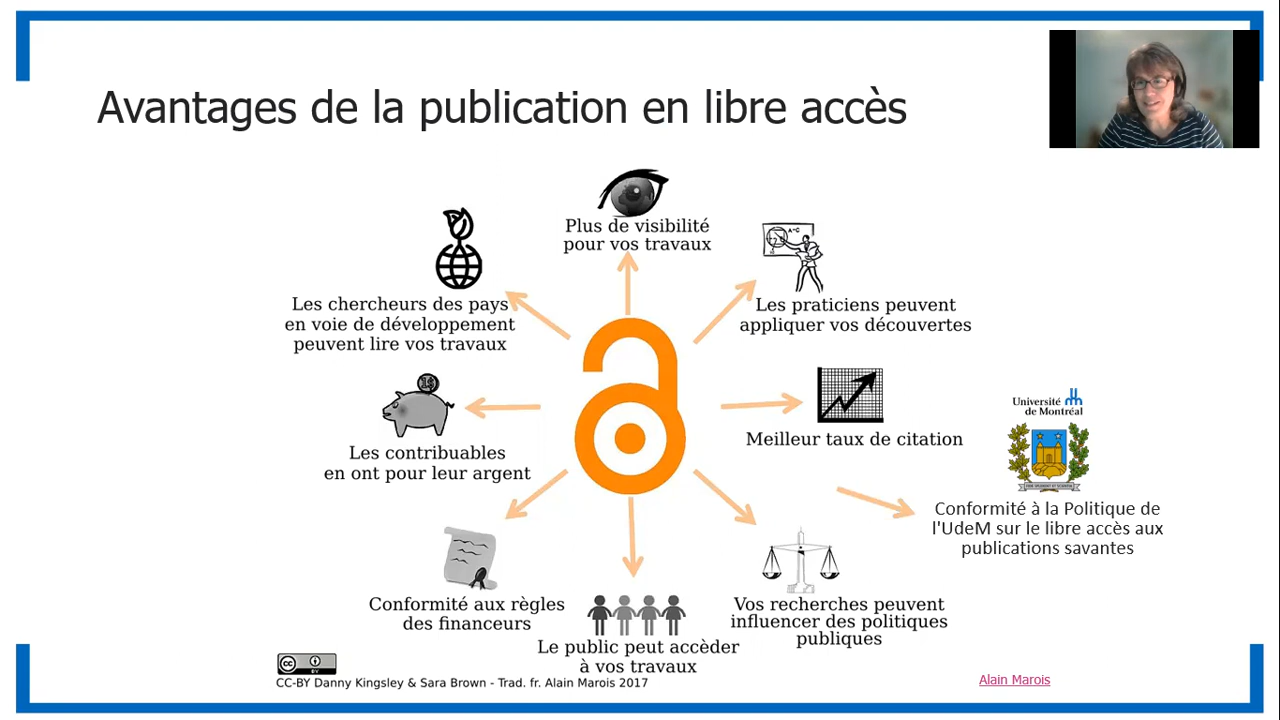 Avantages de la publication en libre accès
Plus de visibilité
pour vos travaux
Les chercheurs des pays
en voie de développement
peuvent lire vos travaux
Les praticiens peuvent
appliquer vos découvertes
Les contribuables
en ont pour leur argent
Meilleur taux de citation
Université
de Montréal
Conformité à la Politique de
l'UdeM sur le libre accès aux
publications savantes
Conformité aux règles
des financeurs
Le public peut accèder
à vos travaux
Vos recherches peuvent
influencer des politiques
publiques
CC BY
CC-BY Danny Kingsley & Sara Brown - Trad. fr. Alain Marois 2017
Alain Marois